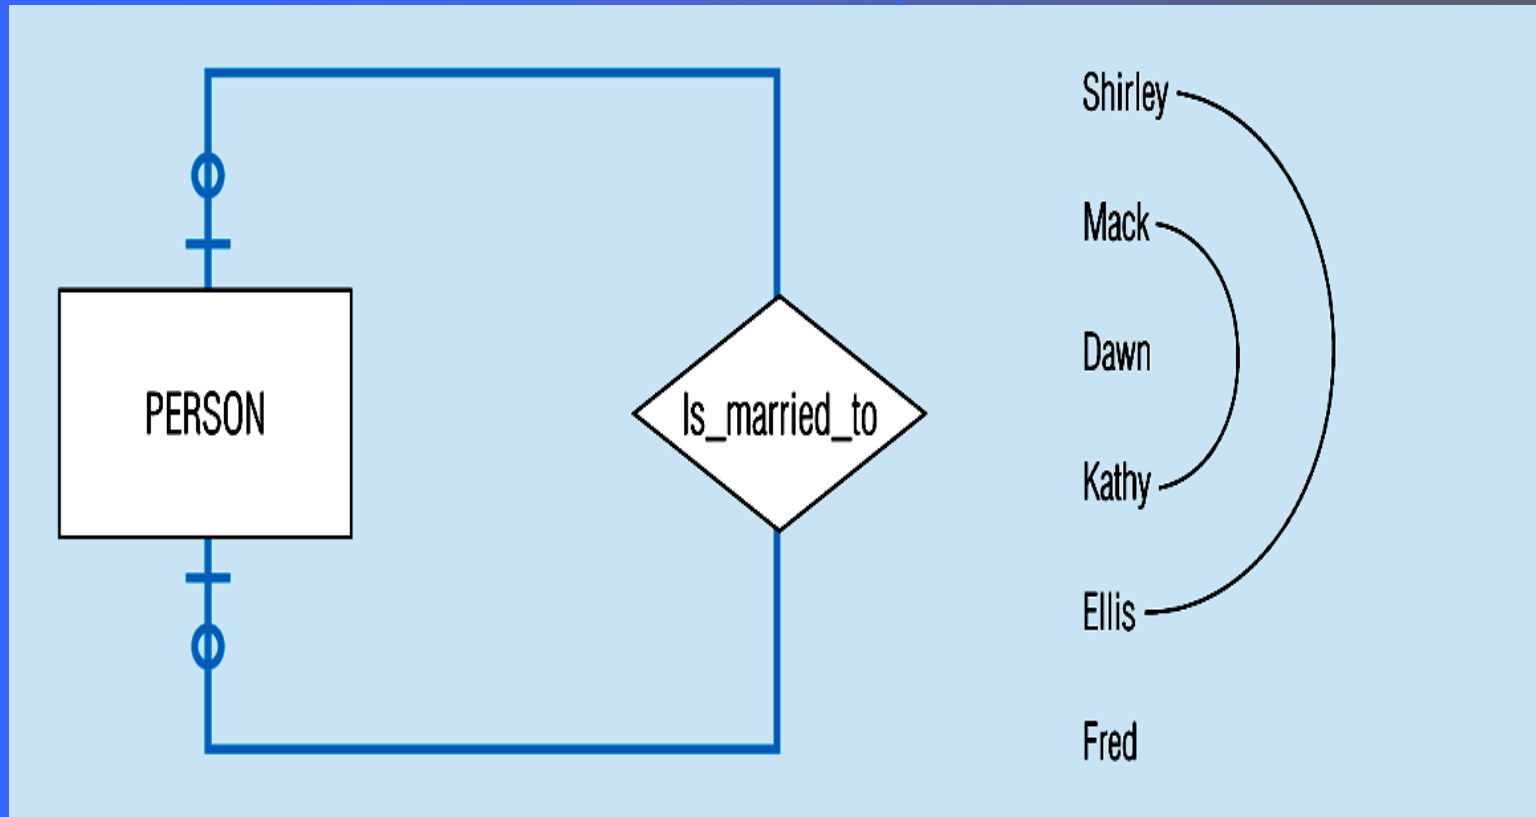 PERSON
Is_married_to
Shirley
Mack
Dawn
Kathy
Ellis
Fred